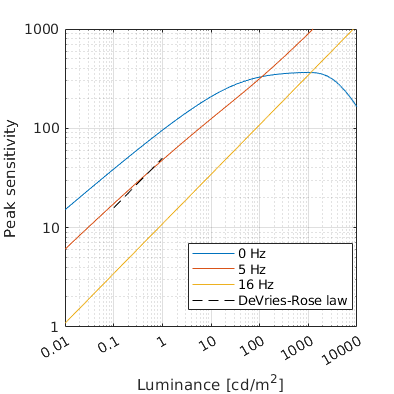 1000
100
10
1
Peak sensitivity
0 Hz
5 Hz
16 Hz
DeVries-Rose law
0.01 0.1 1 10 100 1000 10000
Luminance [cd/m²]